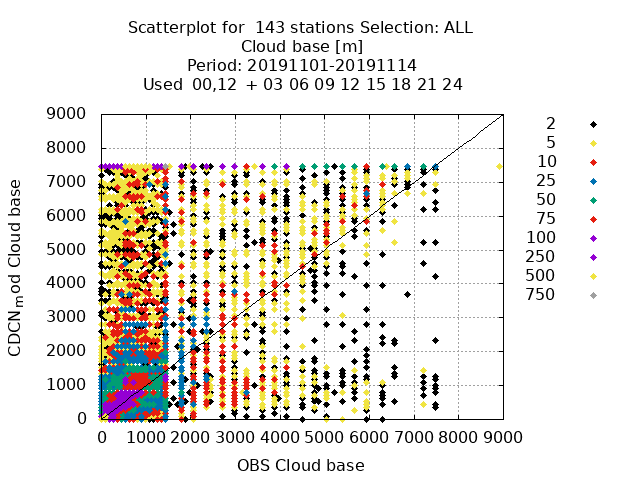 Scatterplot for  143 stations Selection: ALL
Cloud base [m]
Period: 20191101-20191114
Used  00,12  + 03 06 09 12 15 18 21 24
CDCNmod Cloud base
9000
8000
7000
6000
5000
4000
3000
2000
1000
0
0 1000 2000 3000 4000 5000 6000 7000 8000 9000
OBS Cloud base
2
5
10
25
50
75
100
250
500
750